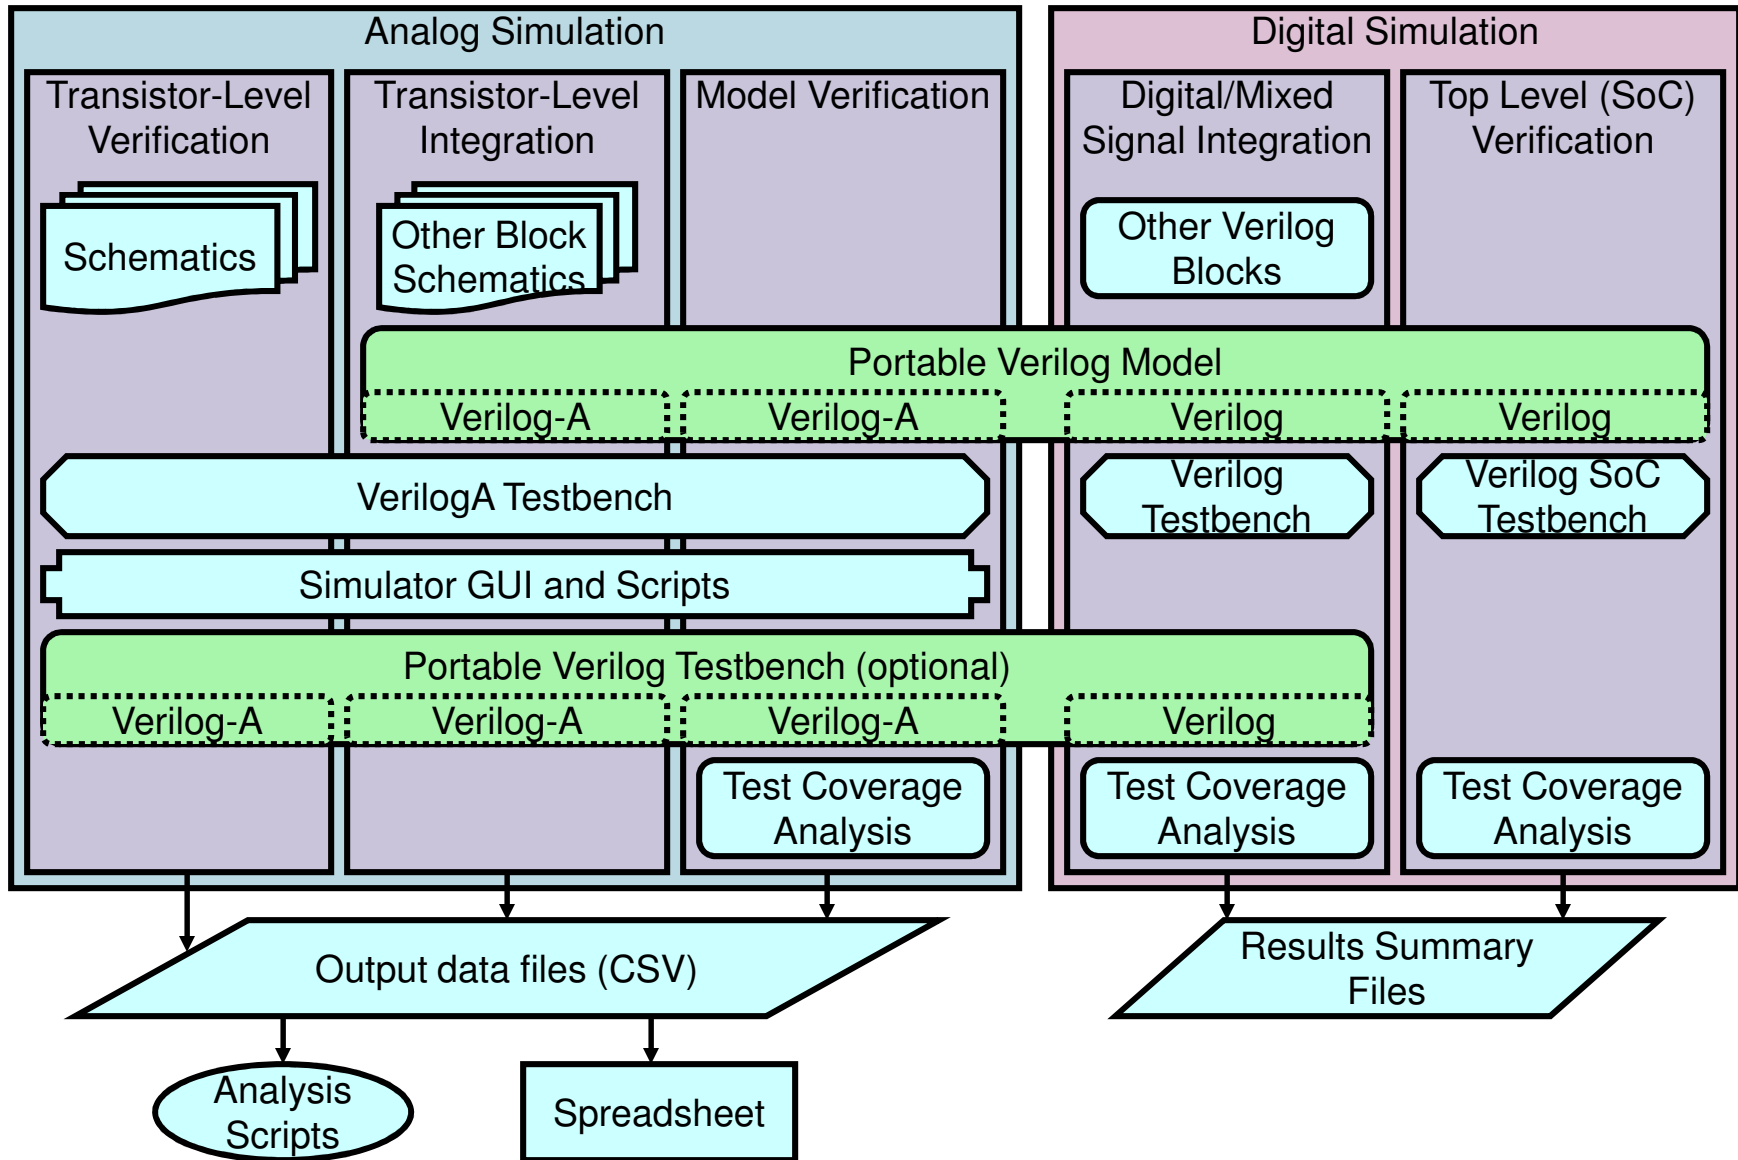 Analog Simulation
Digital Simulation
Transistor-Level
Verification
Transistor-Level
Integration
Model Verification
Digital/Mixed
Signal Integration
Top Level (SoC)
Verification
Schematics
Other Block
Schematics
Other Verilog
Blocks
Portable Verilog Model
Verilog-A
Verilog-A
Verilog
Verilog
VerilogA Testbench
Verilog
Testbench
Verilog SoC
Testbench
Simulator GUI and Scripts
Portable Verilog Testbench (optional)
Verilog-A
Verilog-A
Verilog-A
Verilog
Test Coverage
Analysis
Test Coverage
Analysis
Test Coverage
Analysis
Output data files (CSV)
Results Summary
Files
Analysis
Scripts
Spreadsheet